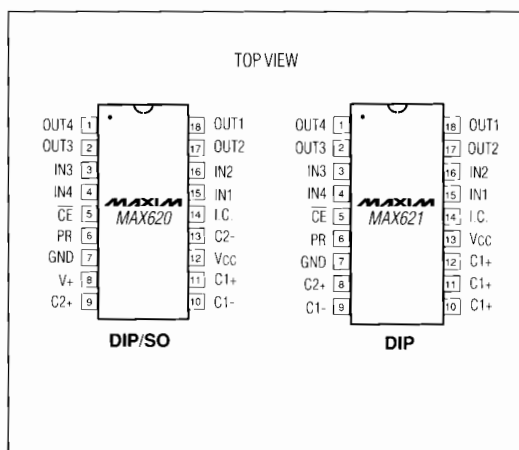 TOP VIEW
OUT4 1 18 OUT1
OUT3 2 17 OUT2
IN3 3 16 IN2
IN4 4 15 IN1
CE 5 14 I.C.
PR 6 13 C2-
GND 7 12 VCC
V+ 8 11 C1+
C2+ 9 10 C1-
MAXIM
MAX620
DIP/SO
OUT4 1 18 OUT1
OUT3 2 17 OUT2
IN3 3 16 IN2
IN4 4 15 IN1
CE 5 14 I.C.
PR 6 13 VCC
GND 7 12 C1+
C2+ 8 11 C1+
C1- 9 10 C1+
MAXIM
MAX621
DIP